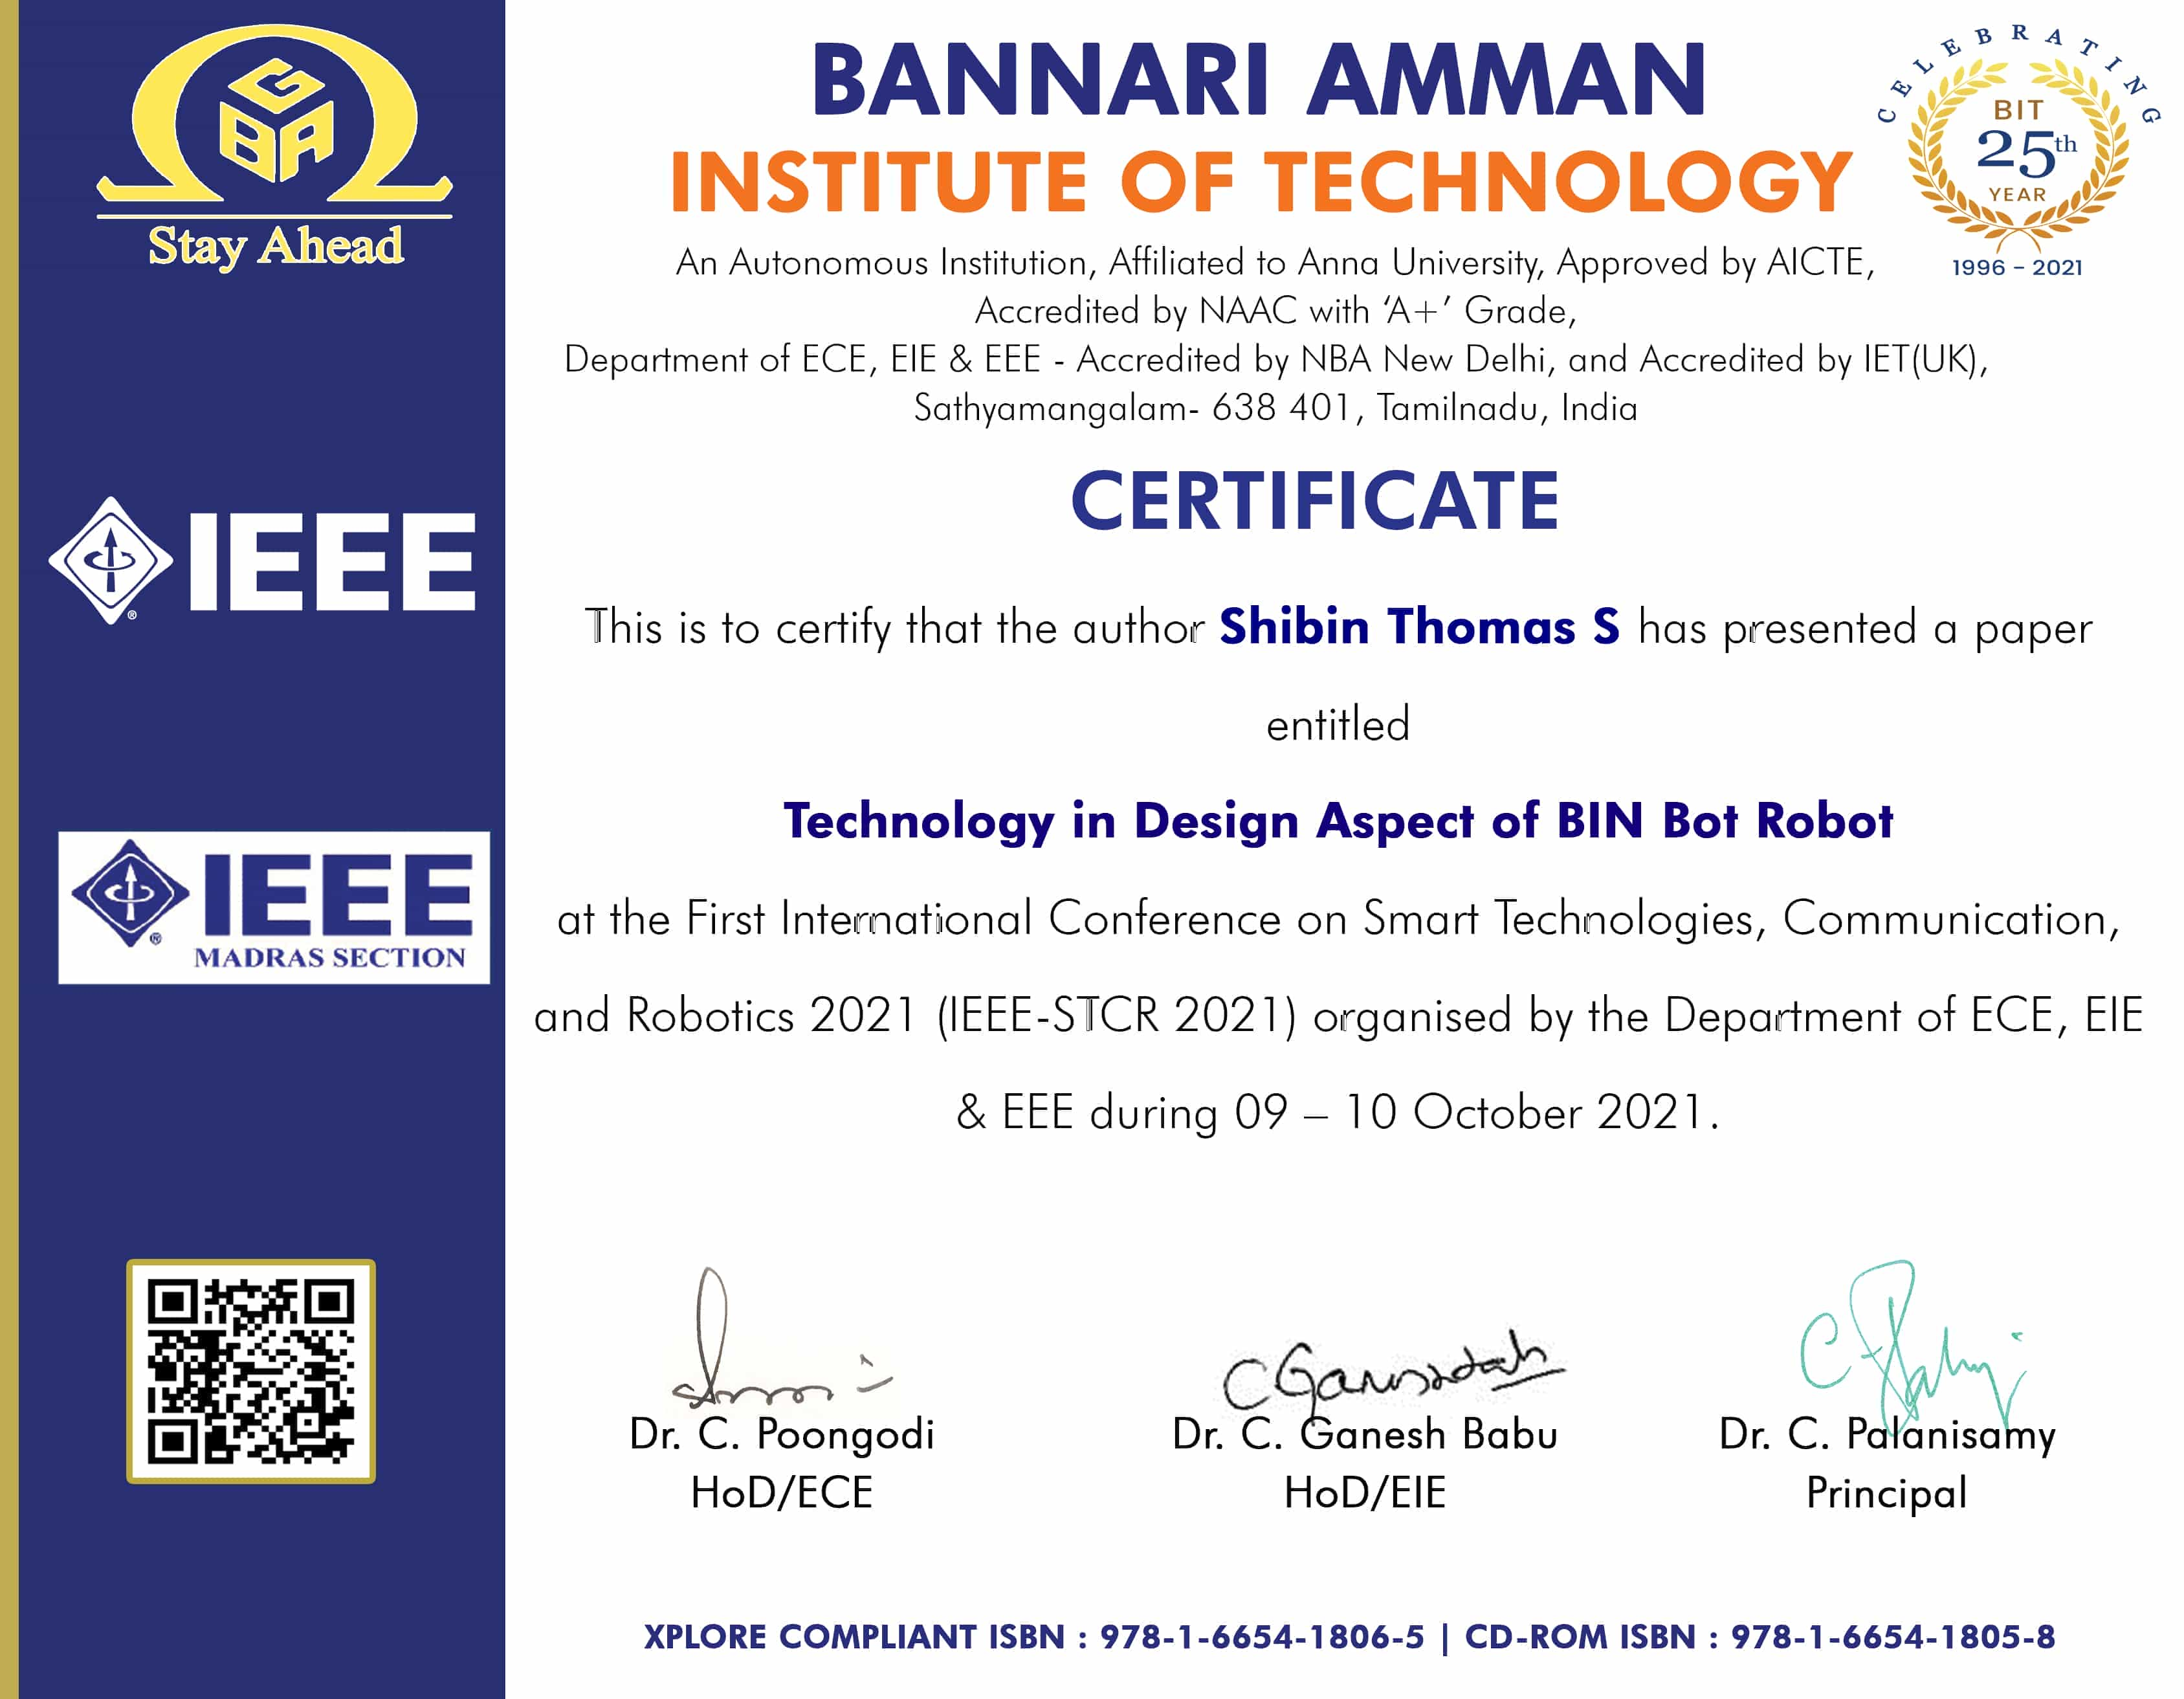 GBA
Stay Ahead
BANNARI AMMAN
INSTITUTE OF TECHNOLOGY
CELEBRATING
BIT
25th
YEAR
1996 - 2021
An Autonomous Institution, Affiliated to Anna University, Approved by AICTE,
Accredited by NAAC with ‘A+’ Grade,
Department of ECE, EIE & EEE - Accredited by NBA New Delhi, and Accredited by IET(UK),
Sathyamangalam- 638 401, Tamilnadu, India
CERTIFICATE
IEEE
®
IEEE
®
MADRAS SECTION
This is to certify that the author Shibin Thomas S has presented a paper
entitled
Technology in Design Aspect of BIN Bot Robot
at the First International Conference on Smart Technologies, Communication,
and Robotics 2021 (IEEE-STCR 2021) organised by the Department of ECE, EIE
& EEE during 09 – 10 October 2021.
Dr. C. Poongodi
HoD/ECE
Dr. C. Ganesh Babu
HoD/EIE
Dr. C. Palanisamy
Principal
XPLORE COMPLIANT ISBN : 978-1-6654-1806-5 | CD-ROM ISBN : 978-1-6654-1805-8